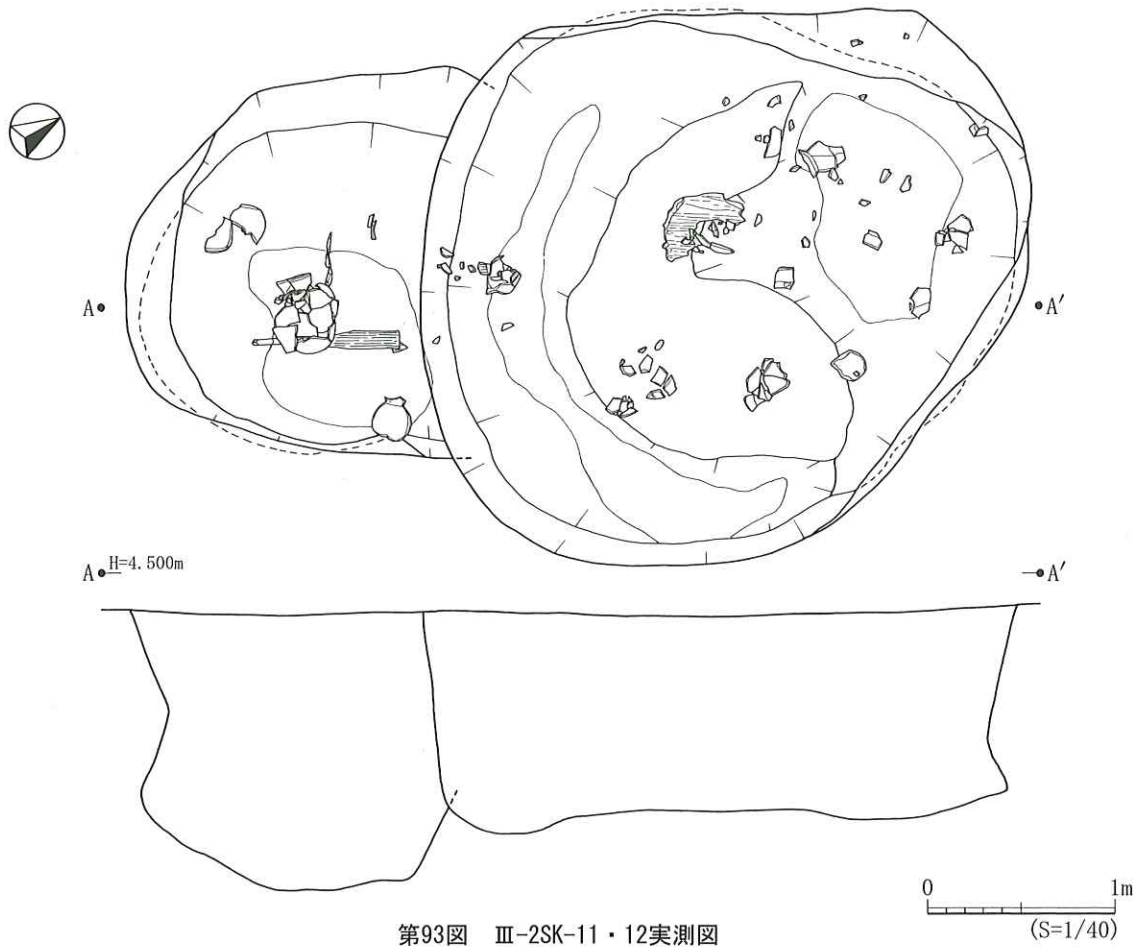 A A′
H=4.500m
A A′
0 1m
(S=1/40)
第93図 Ⅲ-2SK-11・12実測図